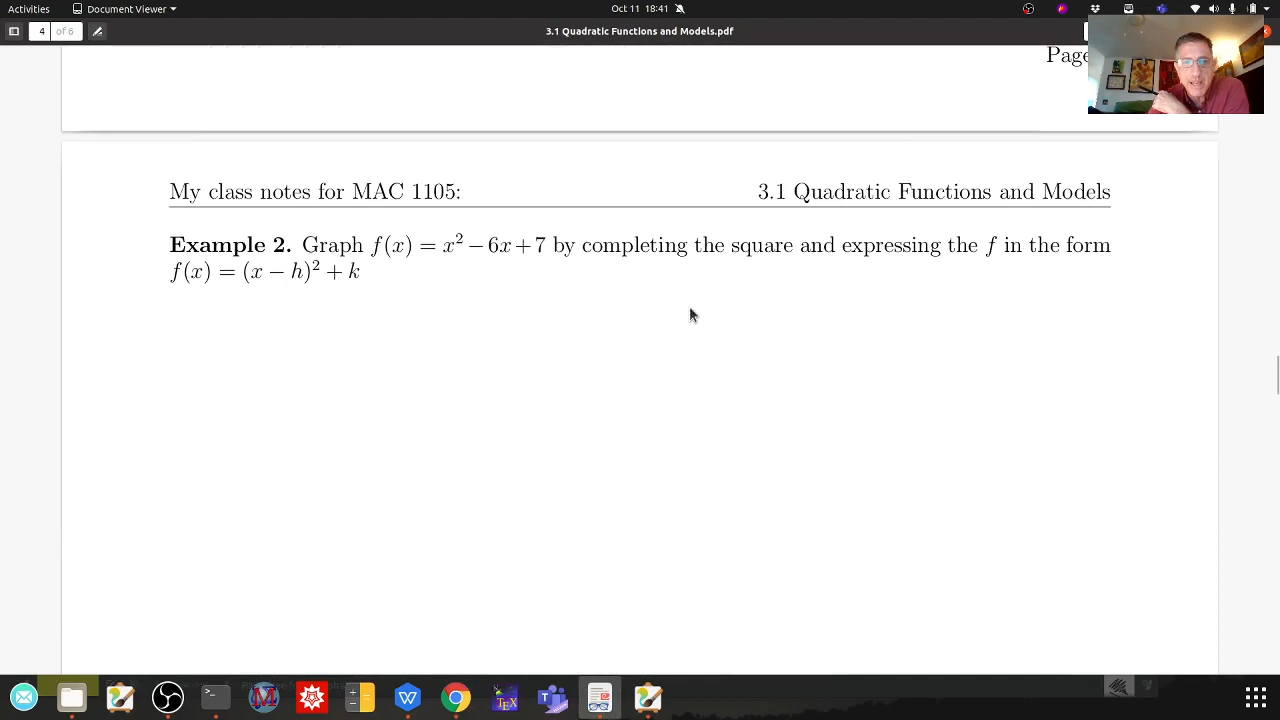 Activities
Document Viewer
Oct 11 18:41
4 of 6
3.1 Quadratic Functions and Models.pdf
Page
My class notes for MAC 1105:
3.1 Quadratic Functions and Models
Example 2. Graph f(x) = x² − 6x + 7 by completing the square and expressing the f in the form
f(x) = (x − h)² + k